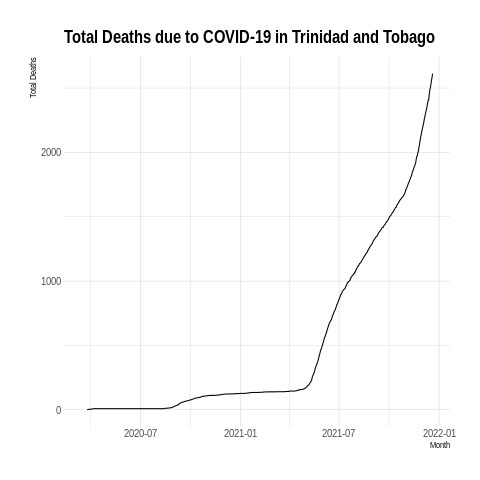 Total Deaths due to COVID-19 in Trinidad and Tobago
Total Deaths
2000
1000
0
2020-07 2021-01 2021-07 2022-01
Month